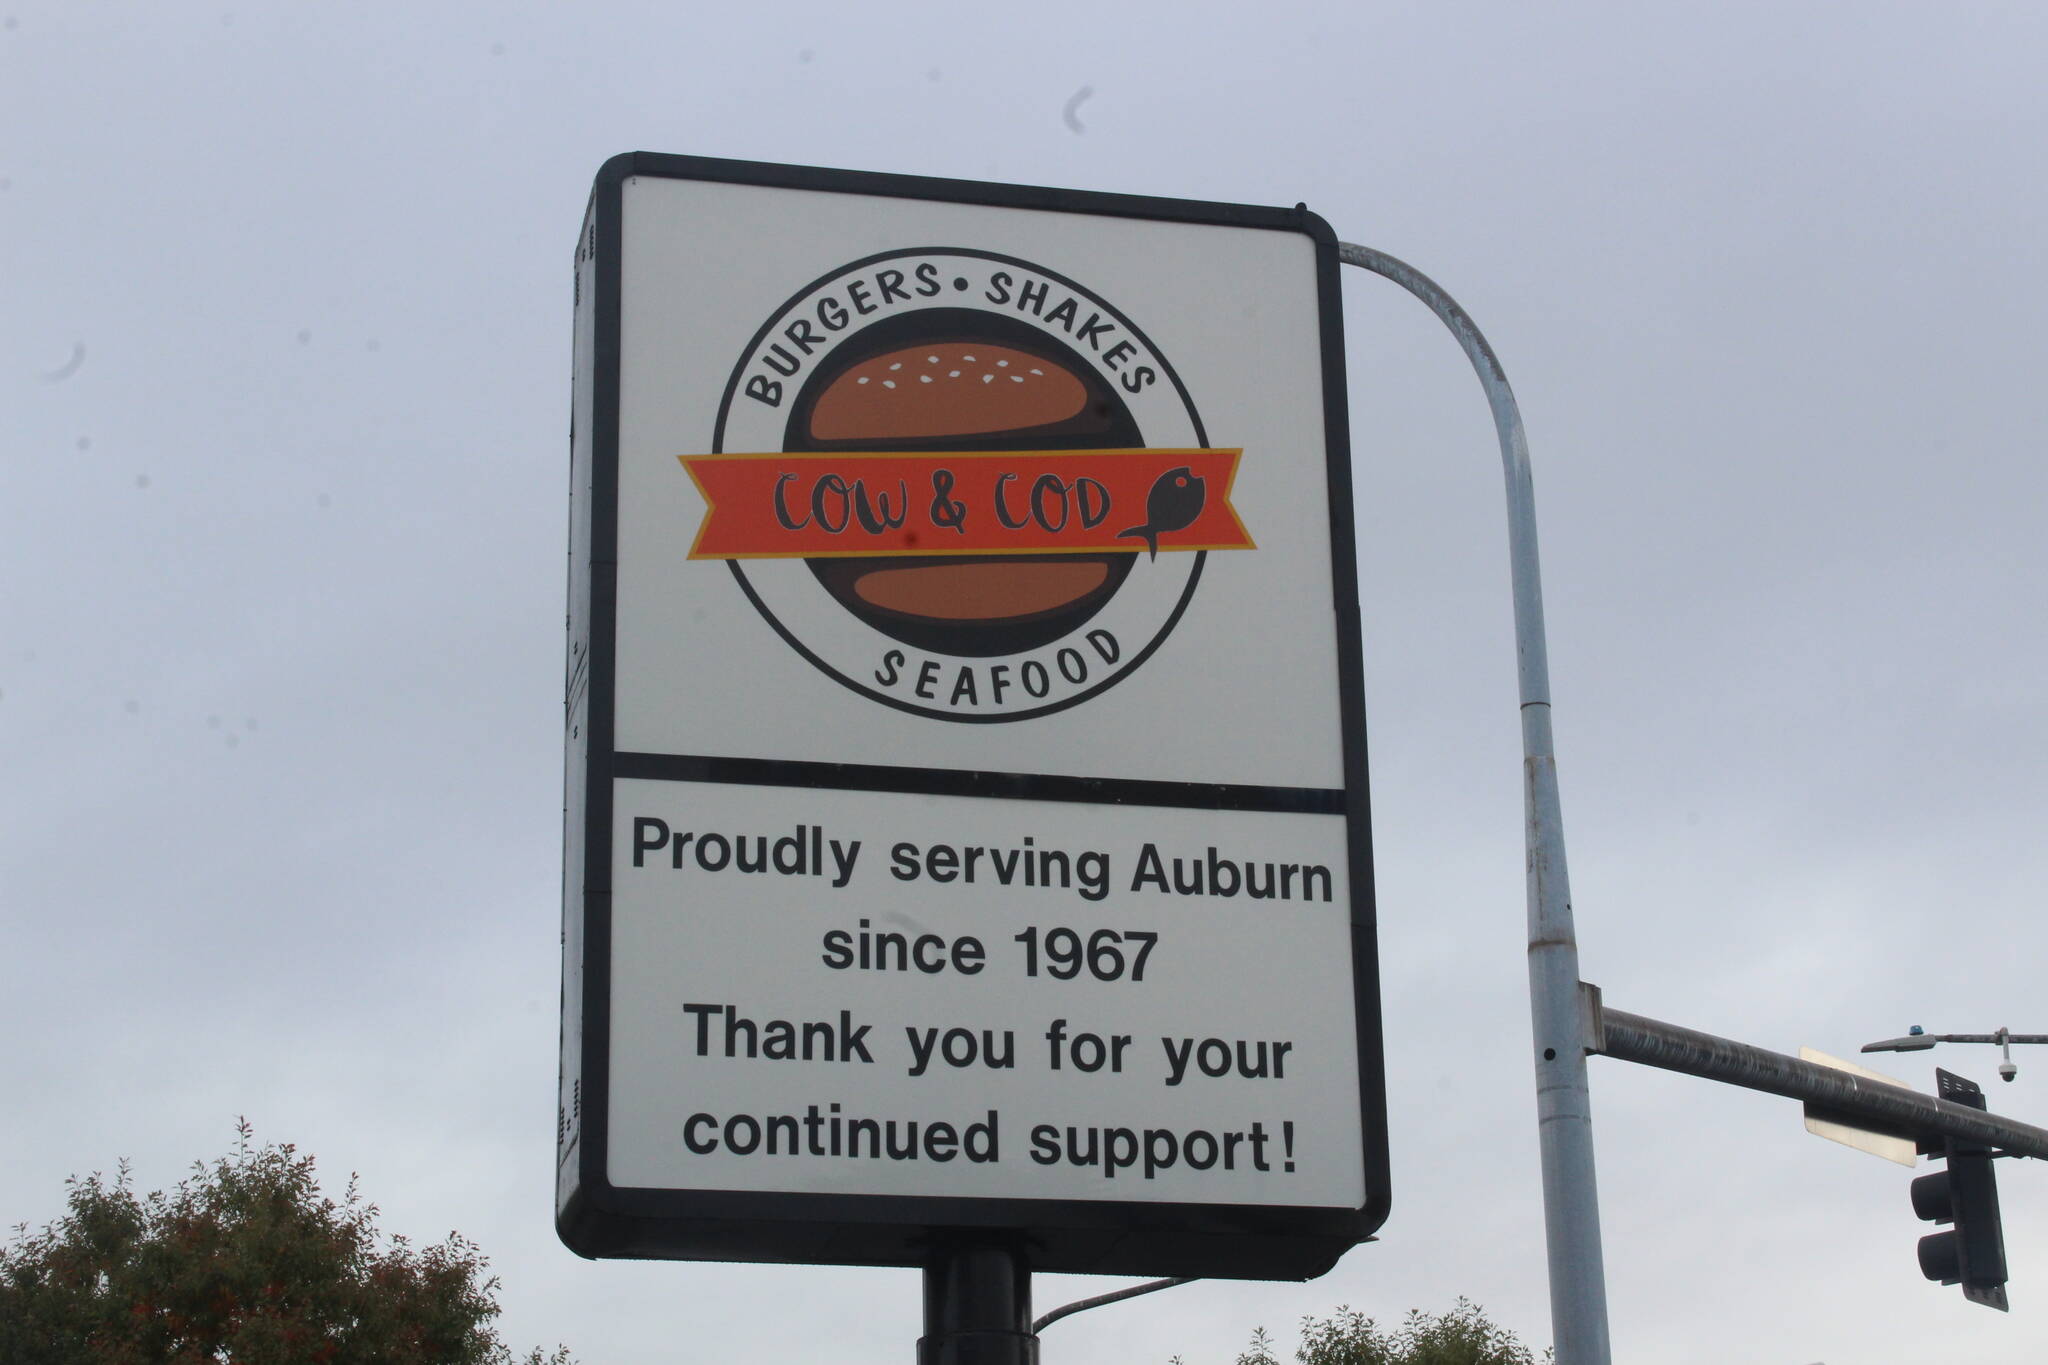 BURGERS • SHAKES
COW & COD
SEAFOOD
Proudly serving Auburn
since 1967
Thank you for your
continued support!